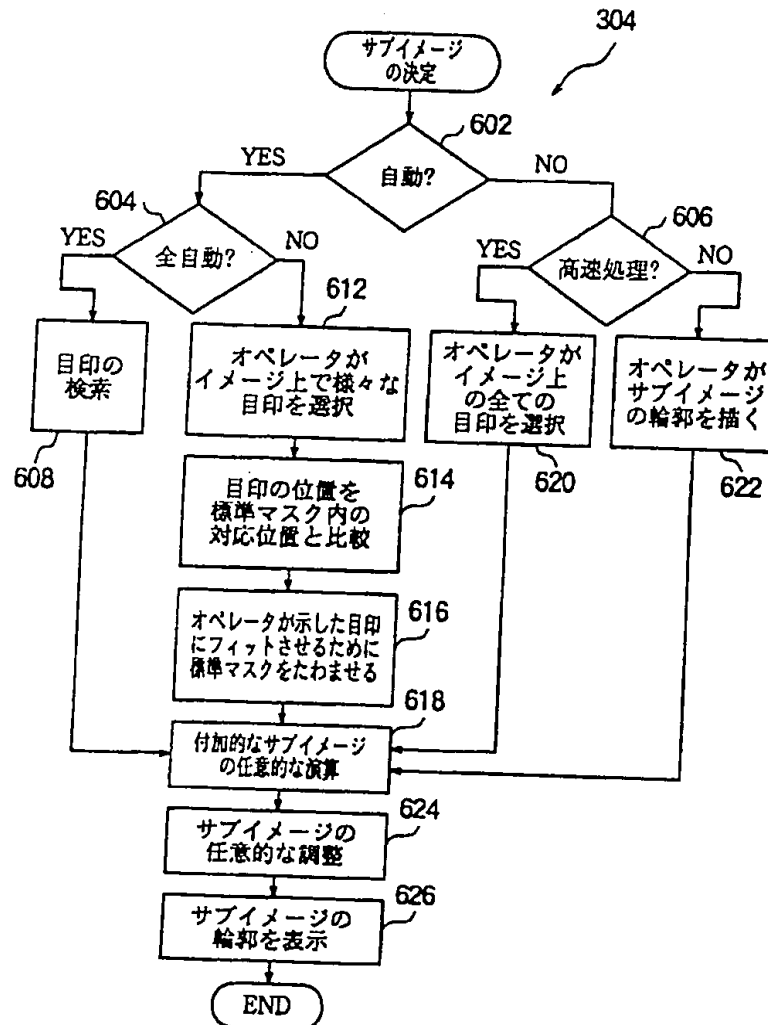 304
サブイメージ
の決定
602
YES
自動?
NO
604
606
YES
全自動?
NO
YES
高速処理?
NO
612
目印の
検索
オペレータが
イメージ上で様々な
目印を選択
オペレータが
イメージ上
の全ての
目印を選択
オペレータが
サブイメージ
の輪郭を描く
608
620
622
目印の位置を
標準マスク内の
対応位置と比較
614
オペレータが示した目印
にフィットさせるために
標準マスクをたわませる
616
618
付加的なサブイメージ
の任意的な演算
サブイメージの
任意的な調整
624
サブイメージの
輪郭を表示
626
END